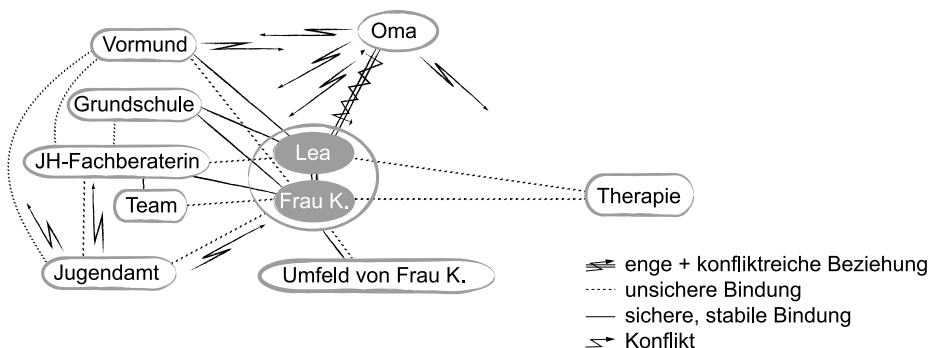 Oma
Vormund
Grundschule
Lea
JH-Fachberaterin
Frau K.
Team
Therapie
Jugendamt
Umfeld von Frau K.
enge + konfliktreiche Beziehung
unsichere Bindung
sichere, stabile Bindung
Konflikt